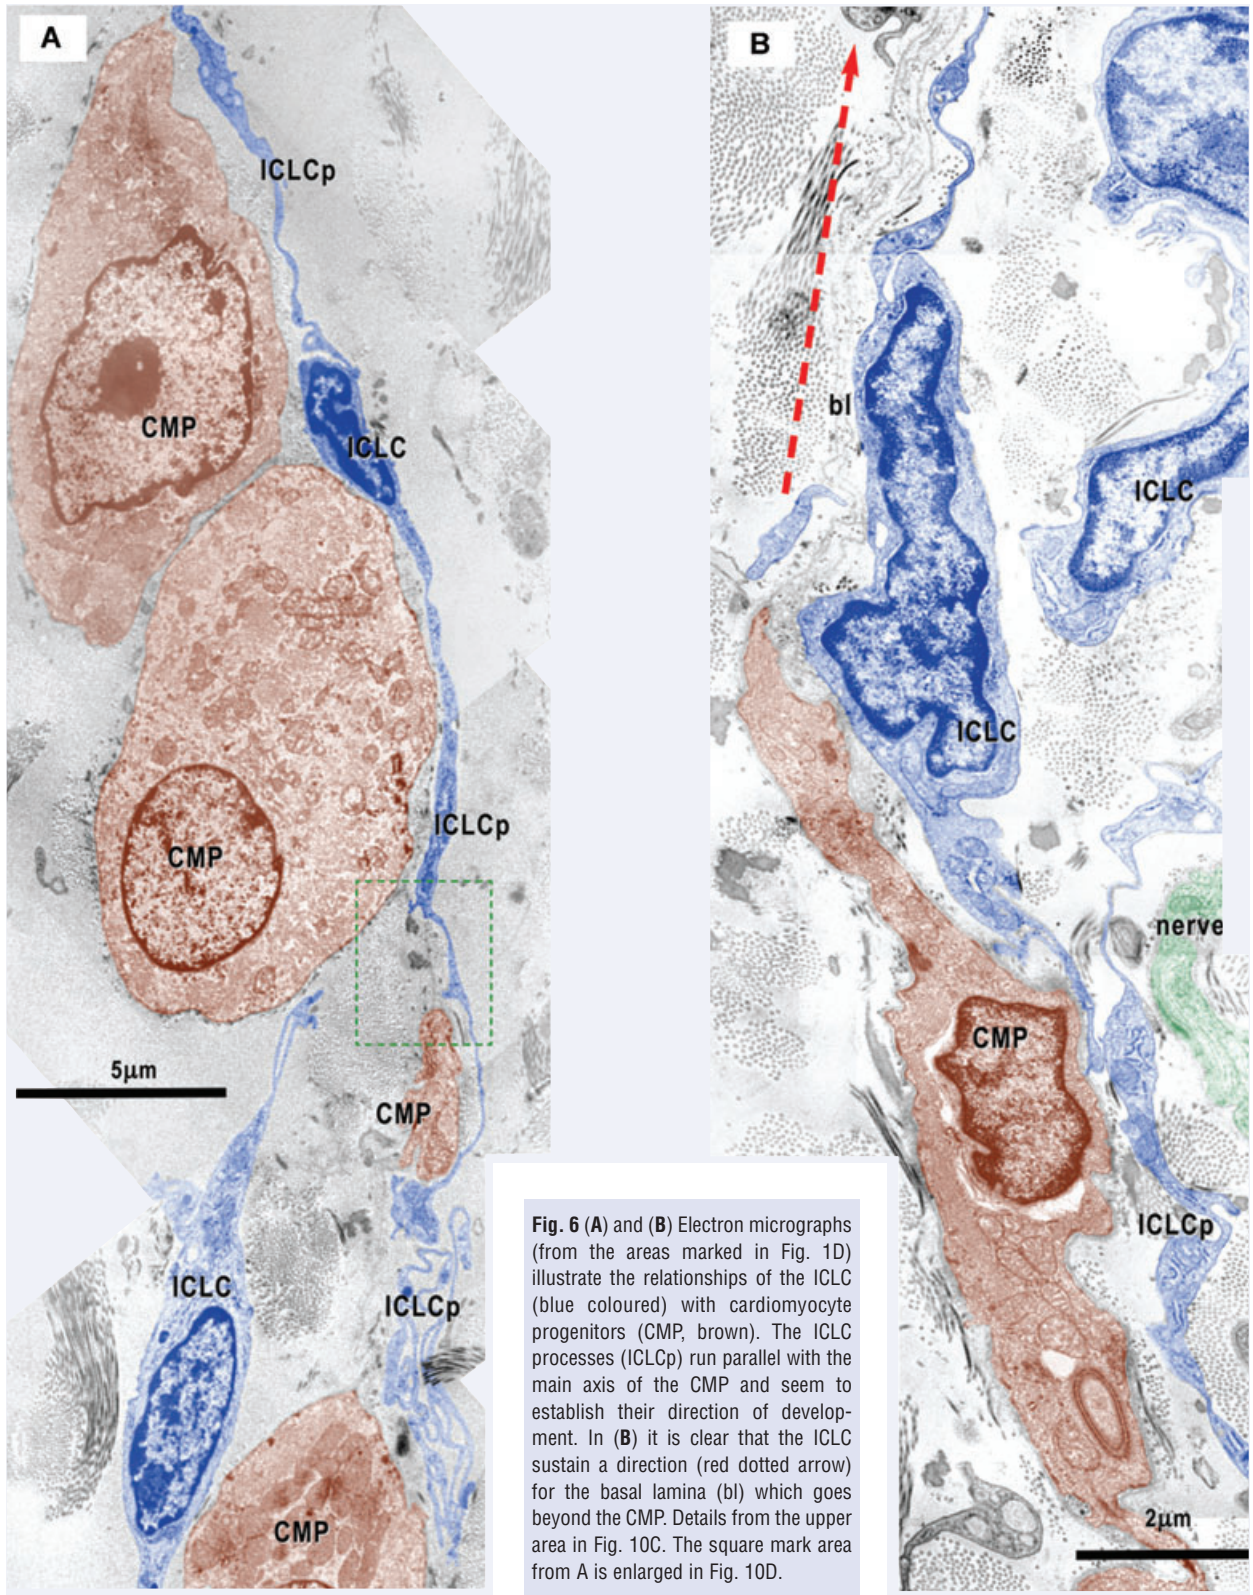 A
ICLCp
CMP
ICLC
ICLCp
CMP
5µm
CMP
ICLC
ICLCp
CMP
B
bl
ICLC
ICLC
nerve
CMP
ICLCp
2µm
Fig. 6 (A) and (B) Electron micrographs
(from the areas marked in Fig. 1D)
illustrate the relationships of the ICLC
(blue coloured) with cardiomyocyte
progenitors (CMP, brown). The ICLC
processes (ICLCp) run parallel with the
main axis of the CMP and seem to
establish their direction of develop-
ment. In (B) it is clear that the ICLC
sustain a direction (red dotted arrow)
for the basal lamina (bl) which goes
beyond the CMP. Details from the upper
area in Fig. 10C. The square mark area
from A is enlarged in Fig. 10D.